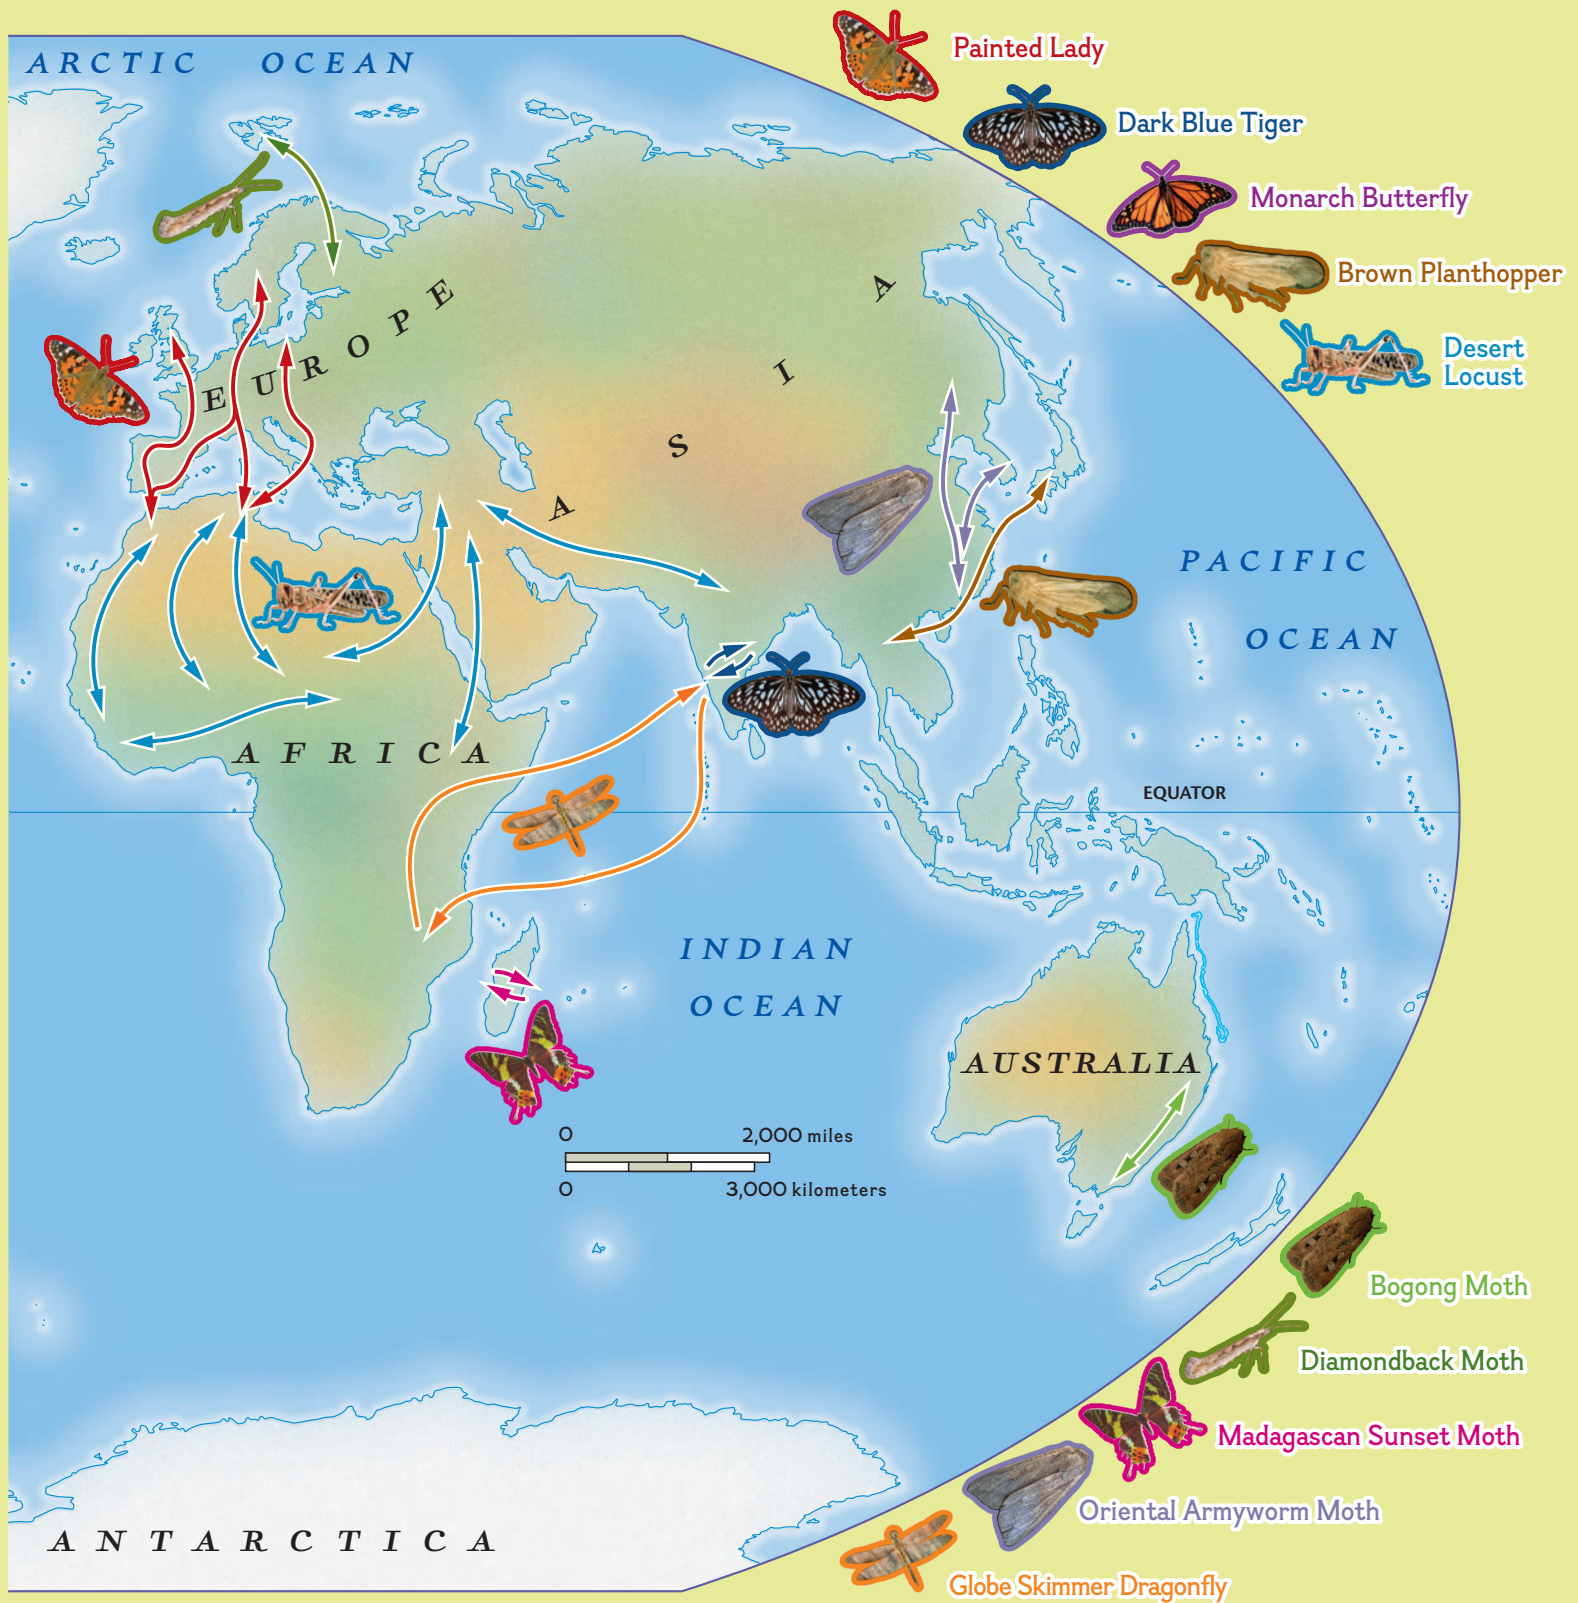 ARCTIC OCEAN
Painted Lady
Dark Blue Tiger
Monarch Butterfly
Brown Planthopper
Desert
Locust
EUROPE
ASIA
PACIFIC
OCEAN
AFRICA
EQUATOR
INDIAN
OCEAN
AUSTRALIA
0 2,000 miles
0 3,000 kilometers
Bogong Moth
Diamondback Moth
Madagascan Sunset Moth
Oriental Armyworm Moth
ANTARCTICA
Globe Skimmer Dragonfly